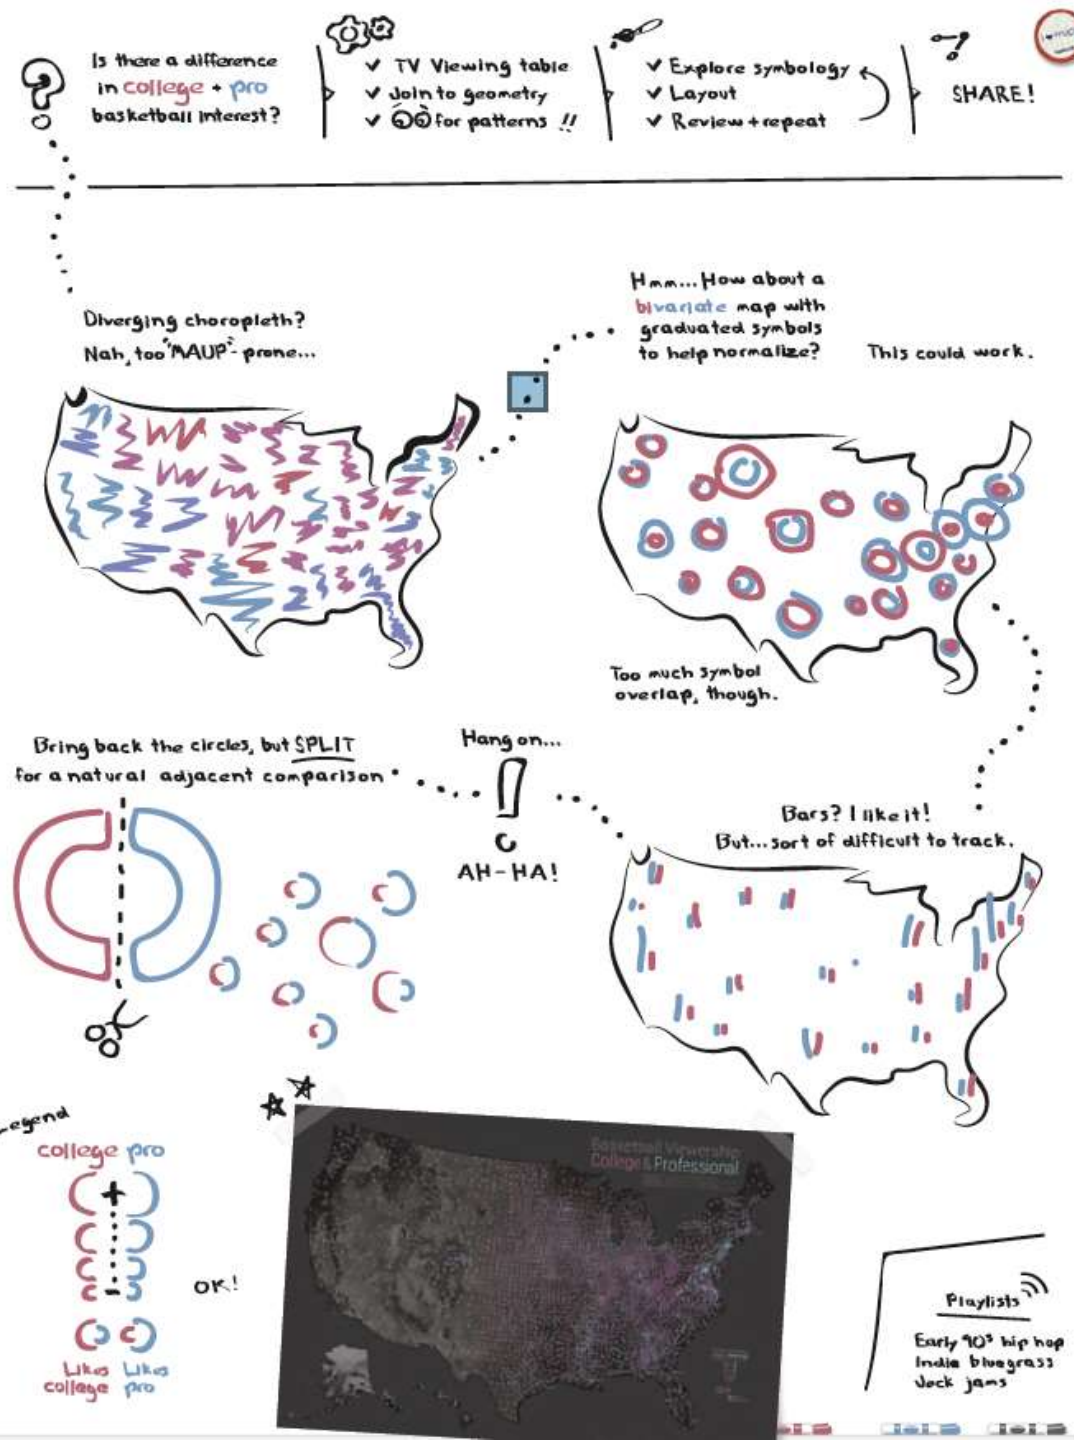 Is there a difference
in college + pro
basketball interest?
✓ TV Viewing table
✓ Join to geometry
✓ for patterns !!
✓ Explore symbology
✓ Layout
✓ Review + repeat
SHARE!
Diverging choropleth?
Nah, too "MAUP"- prone...
Hmm... How about a
bivariate map with
graduated symbols
to help normalize?
This could work.
Too much symbol
overlap, though.
Bring back the circles, but SPLIT
for a natural adjacent comparison
Hang on...
AH-HA!
Bars? I like it!
But... sort of difficult to track.
college pro
OK!
Likes Likes
college pro
Basketball Viewership
College & Professional
Playlists
Early 90s hip hop
Indie bluegrass
Jock jams